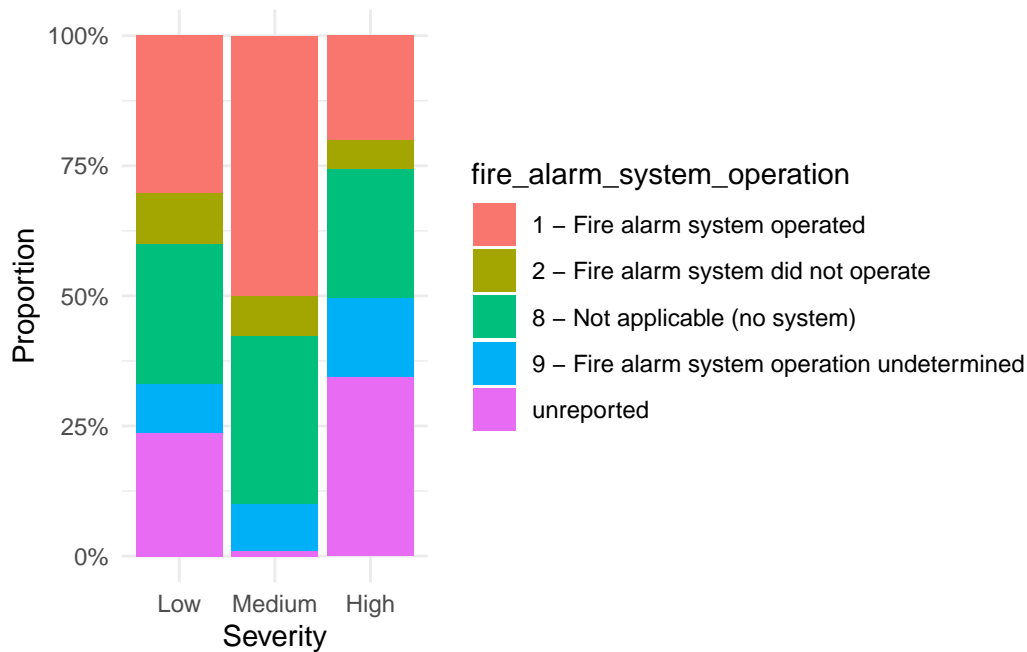 100%
75%
50%
25%
0%
Proportion
Low Medium High
Severity
fire_alarm_system_operation
1 − Fire alarm system operated
2 − Fire alarm system did not operate
8 − Not applicable (no system)
9 − Fire alarm system operation undetermined
unreported